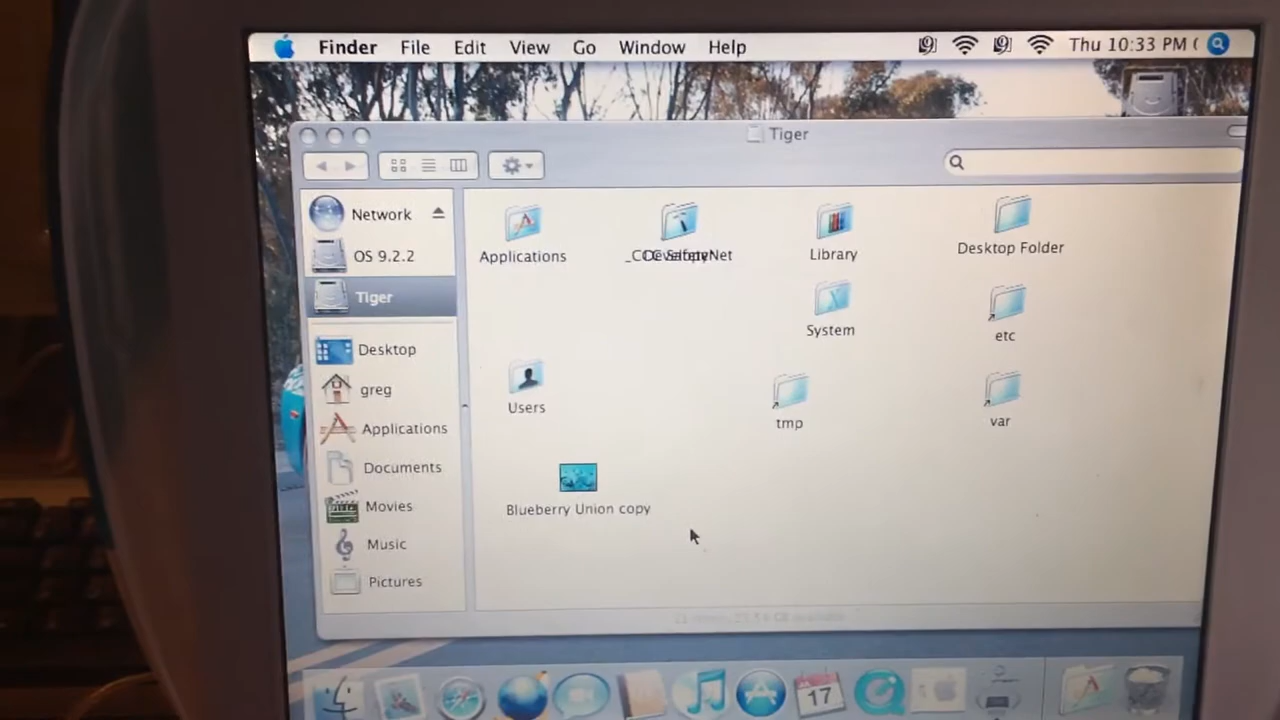 Finder File Edit View Go Window Help Thu 10:33 PM (
Tiger
Network
OS 9.2.2
Tiger
Desktop
greg
Applications
Documents
Movies
Music
Pictures
Applications
Library
Desktop Folder
System
etc
Users
tmp
var
Blueberry Union copy
17